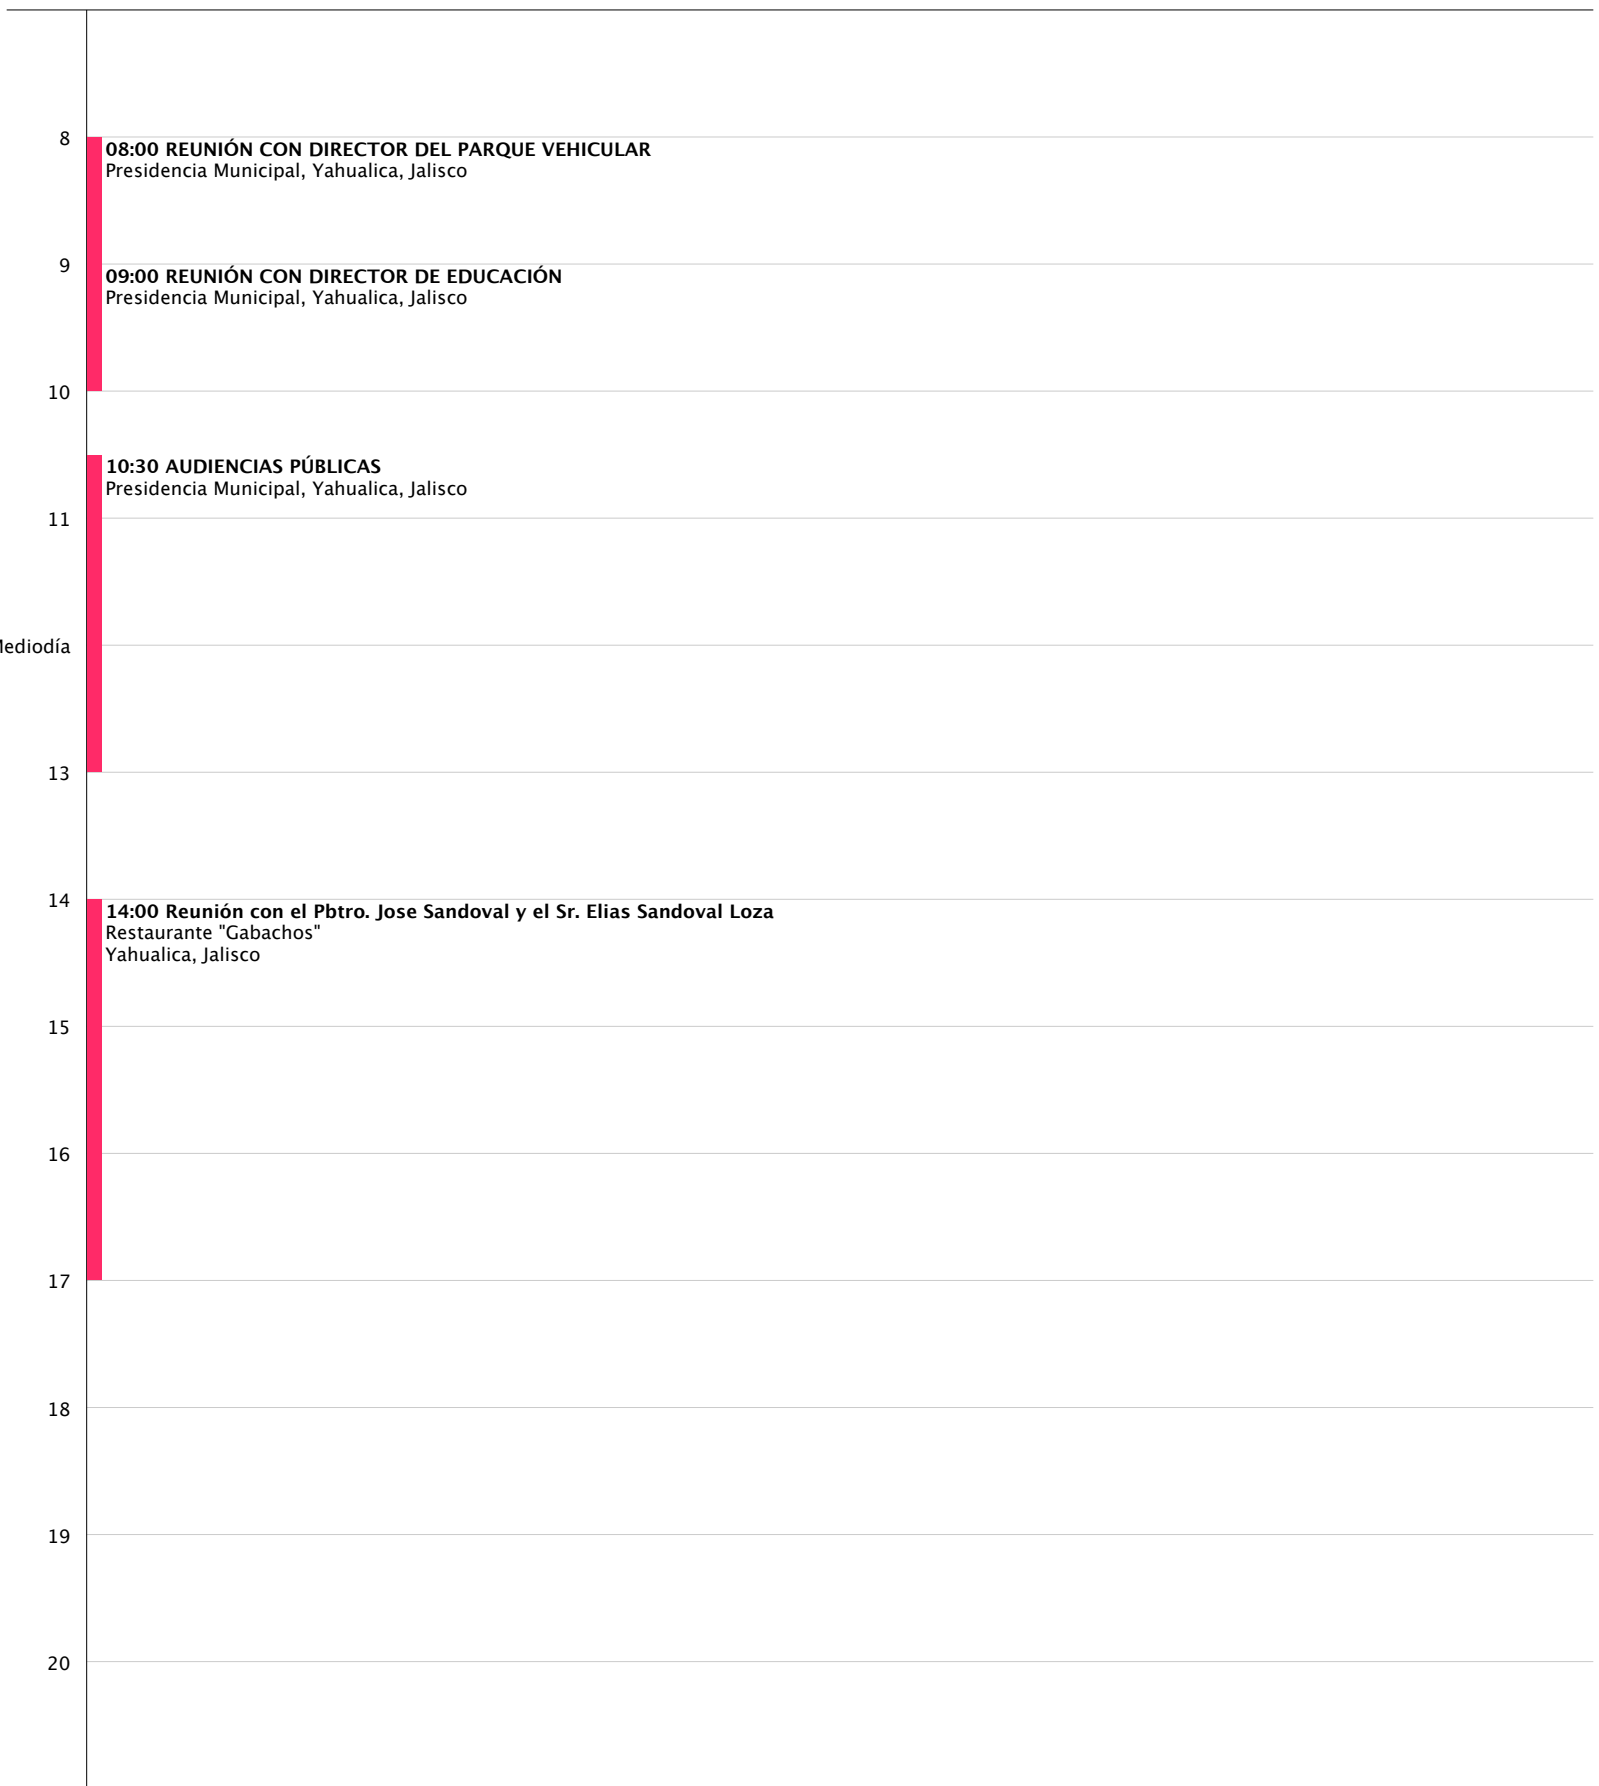 8
08:00 REUNIÓN CON DIRECTOR DEL PARQUE VEHICULAR
Presidencia Municipal, Yahualica, Jalisco
9
09:00 REUNIÓN CON DIRECTOR DE EDUCACIÓN
Presidencia Municipal, Yahualica, Jalisco
10
10:30 AUDIENCIAS PÚBLICAS
Presidencia Municipal, Yahualica, Jalisco
11
Mediodía
13
14
14:00 Reunión con el Pbtro. Jose Sandoval y el Sr. Elias Sandoval Loza
Restaurante "Gabachos"
Yahualica, Jalisco
15
16
17
18
19
20